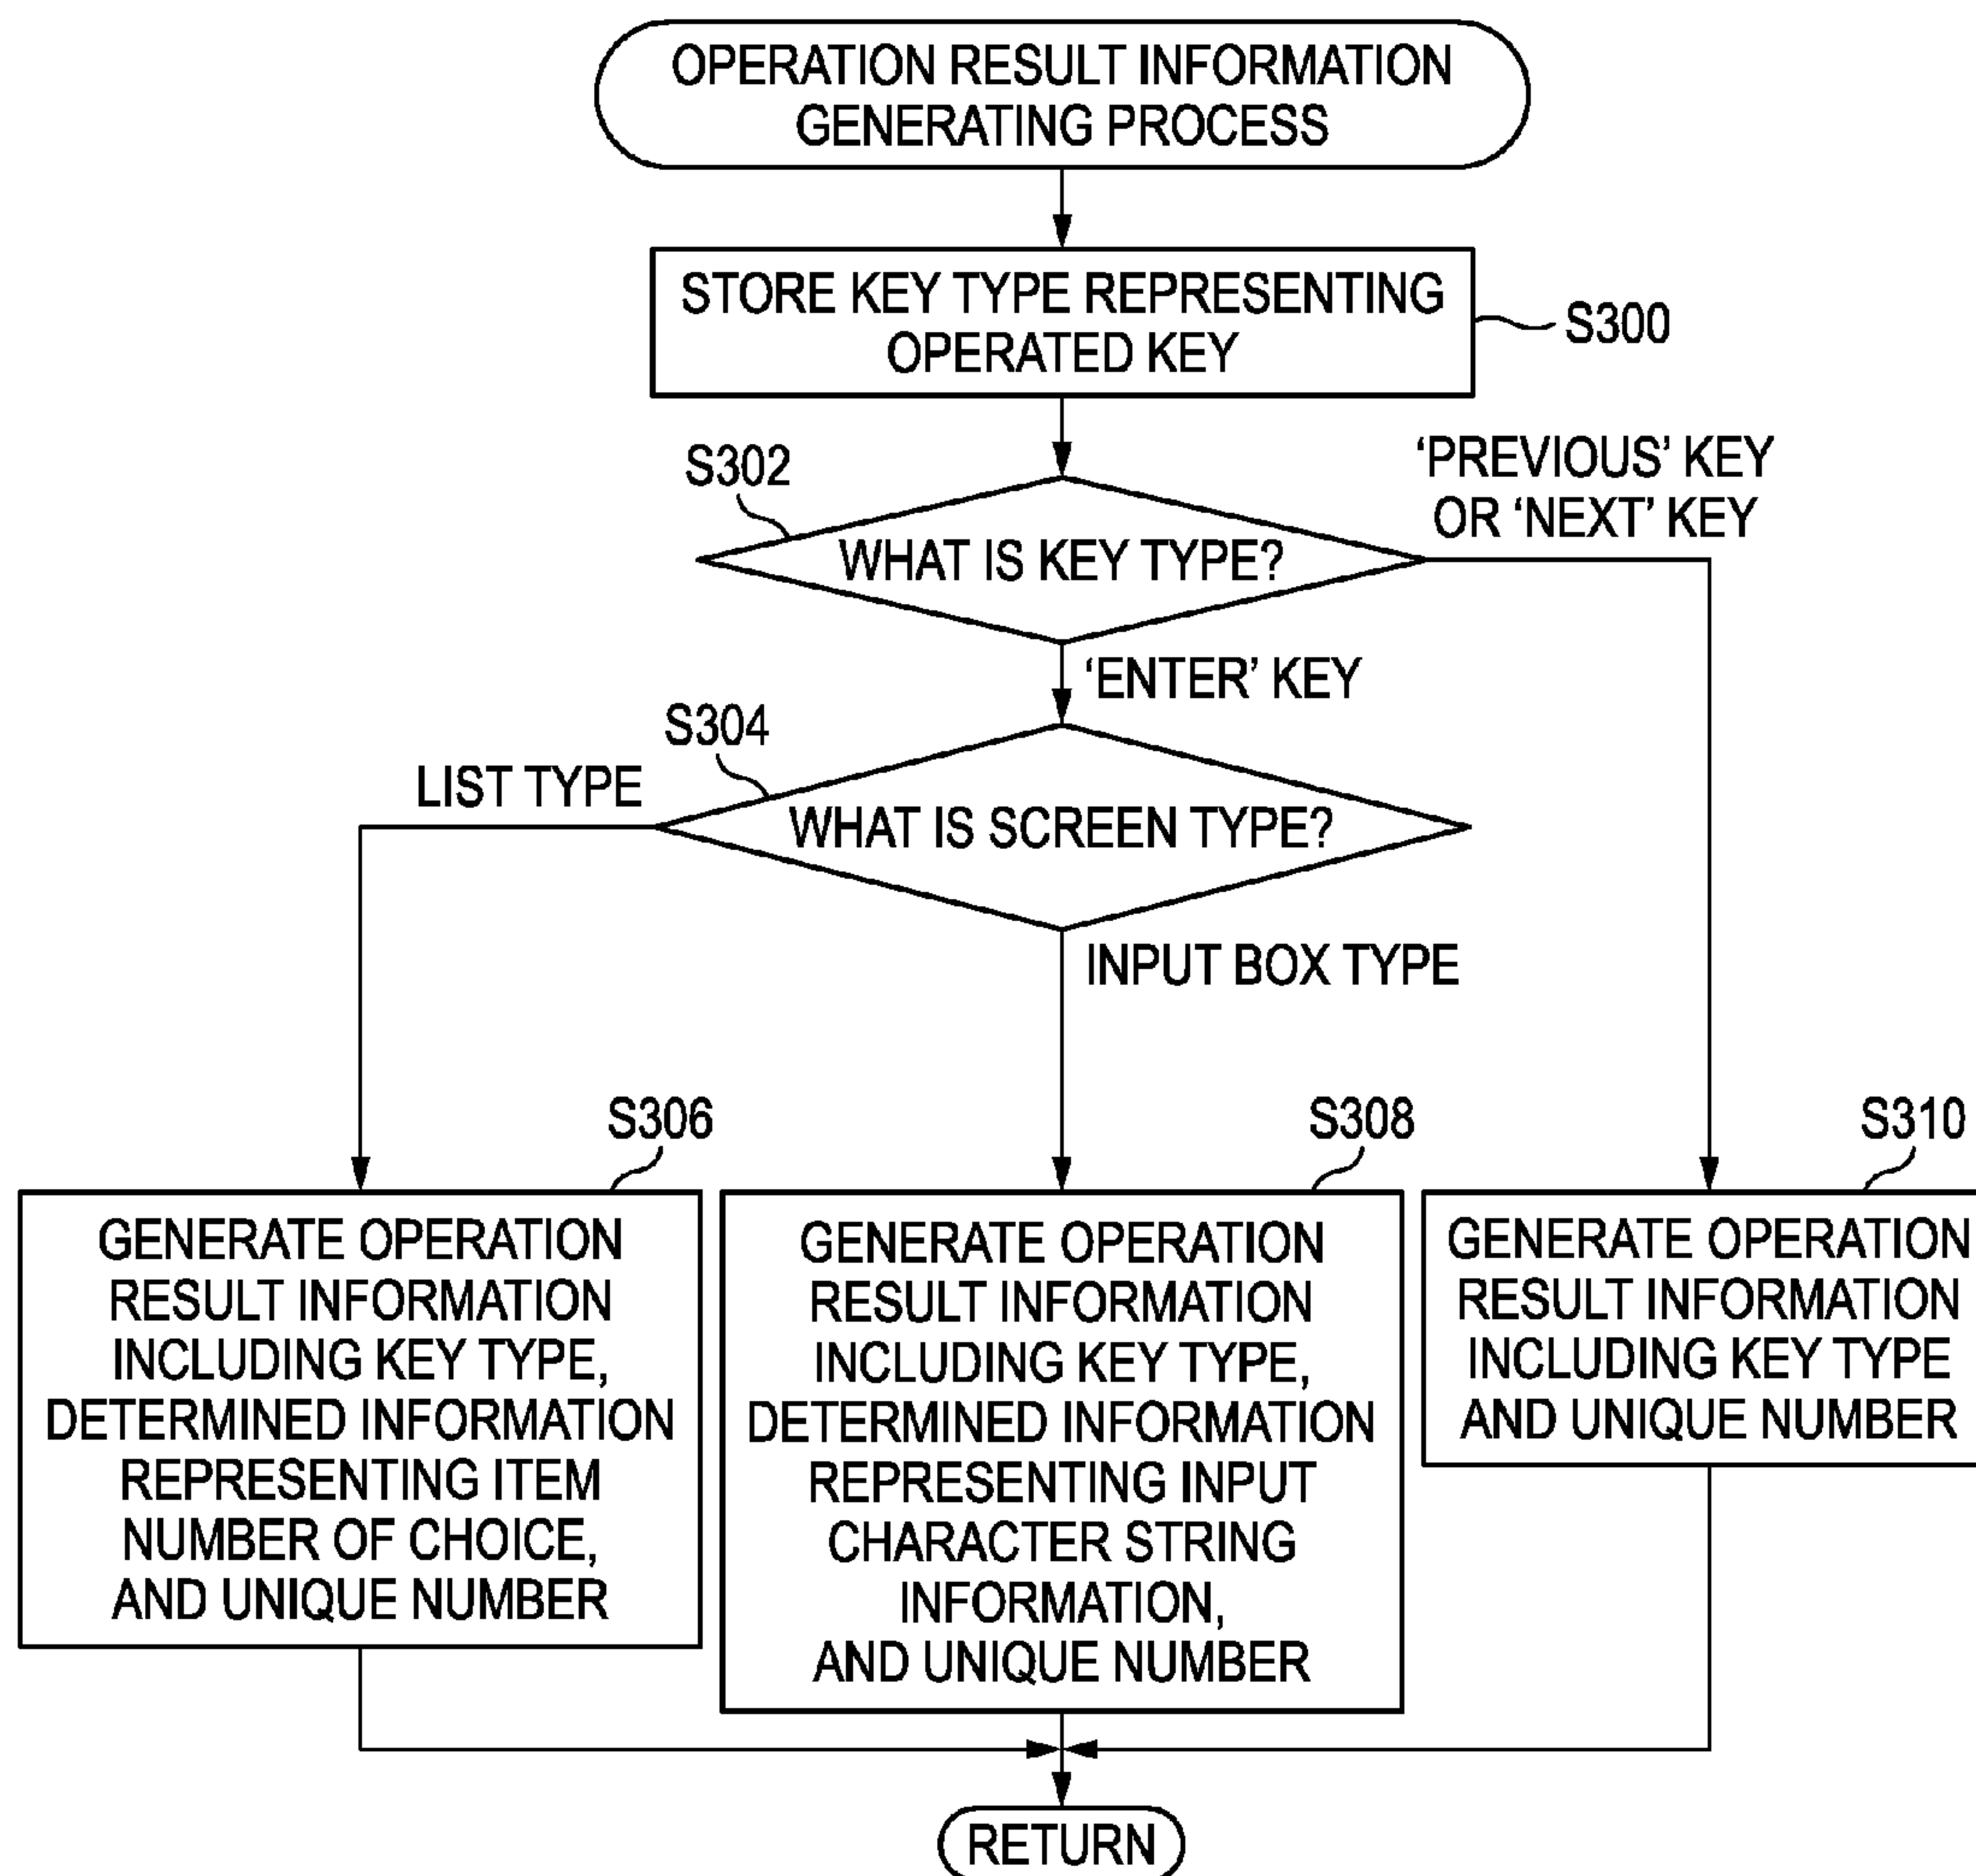 OPERATION RESULT INFORMATION
GENERATING PROCESS
STORE KEY TYPE REPRESENTING
OPERATED KEY
S300
S302
WHAT IS KEY TYPE?
‘PREVIOUS’ KEY
OR ‘NEXT’ KEY
‘ENTER’ KEY
S304
LIST TYPE
WHAT IS SCREEN TYPE?
INPUT BOX TYPE
S306
GENERATE OPERATION
RESULT INFORMATION
INCLUDING KEY TYPE,
DETERMINED INFORMATION
REPRESENTING ITEM
NUMBER OF CHOICE,
AND UNIQUE NUMBER
S308
GENERATE OPERATION
RESULT INFORMATION
INCLUDING KEY TYPE,
DETERMINED INFORMATION
REPRESENTING INPUT
CHARACTER STRING
INFORMATION,
AND UNIQUE NUMBER
S310
GENERATE OPERATION
RESULT INFORMATION
INCLUDING KEY TYPE
AND UNIQUE NUMBER
RETURN